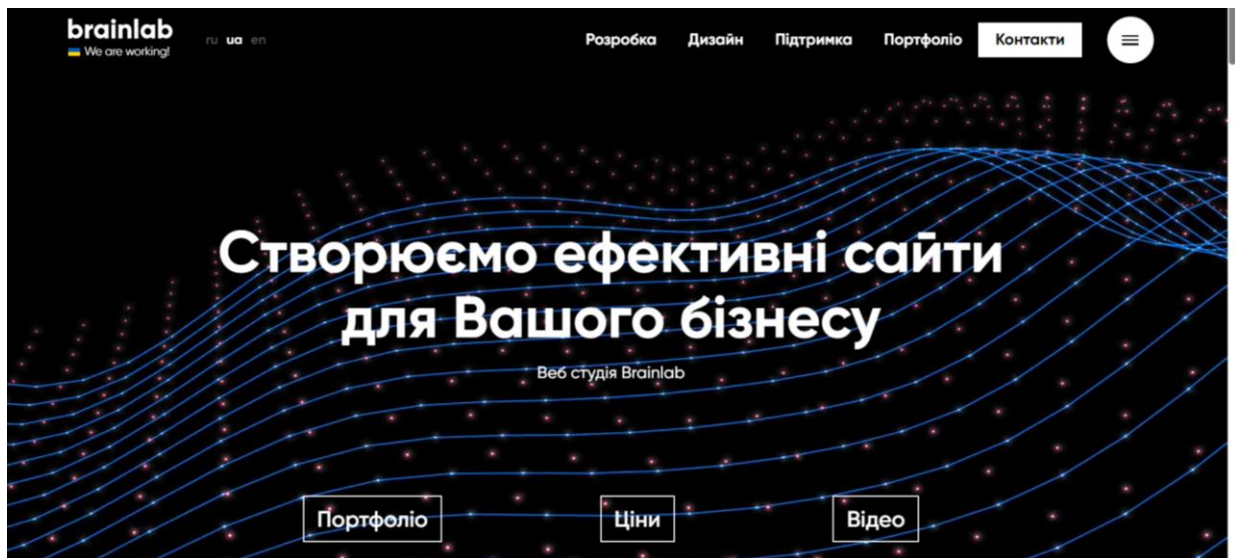 brainlab
We are working!
ru ua en
Розробка Дизайн Підтримка Портфоліо Контакти
Створюємо ефективні сайти
для Вашого бізнесу
Веб студія Brainlab
Портфоліо Ціни Відео